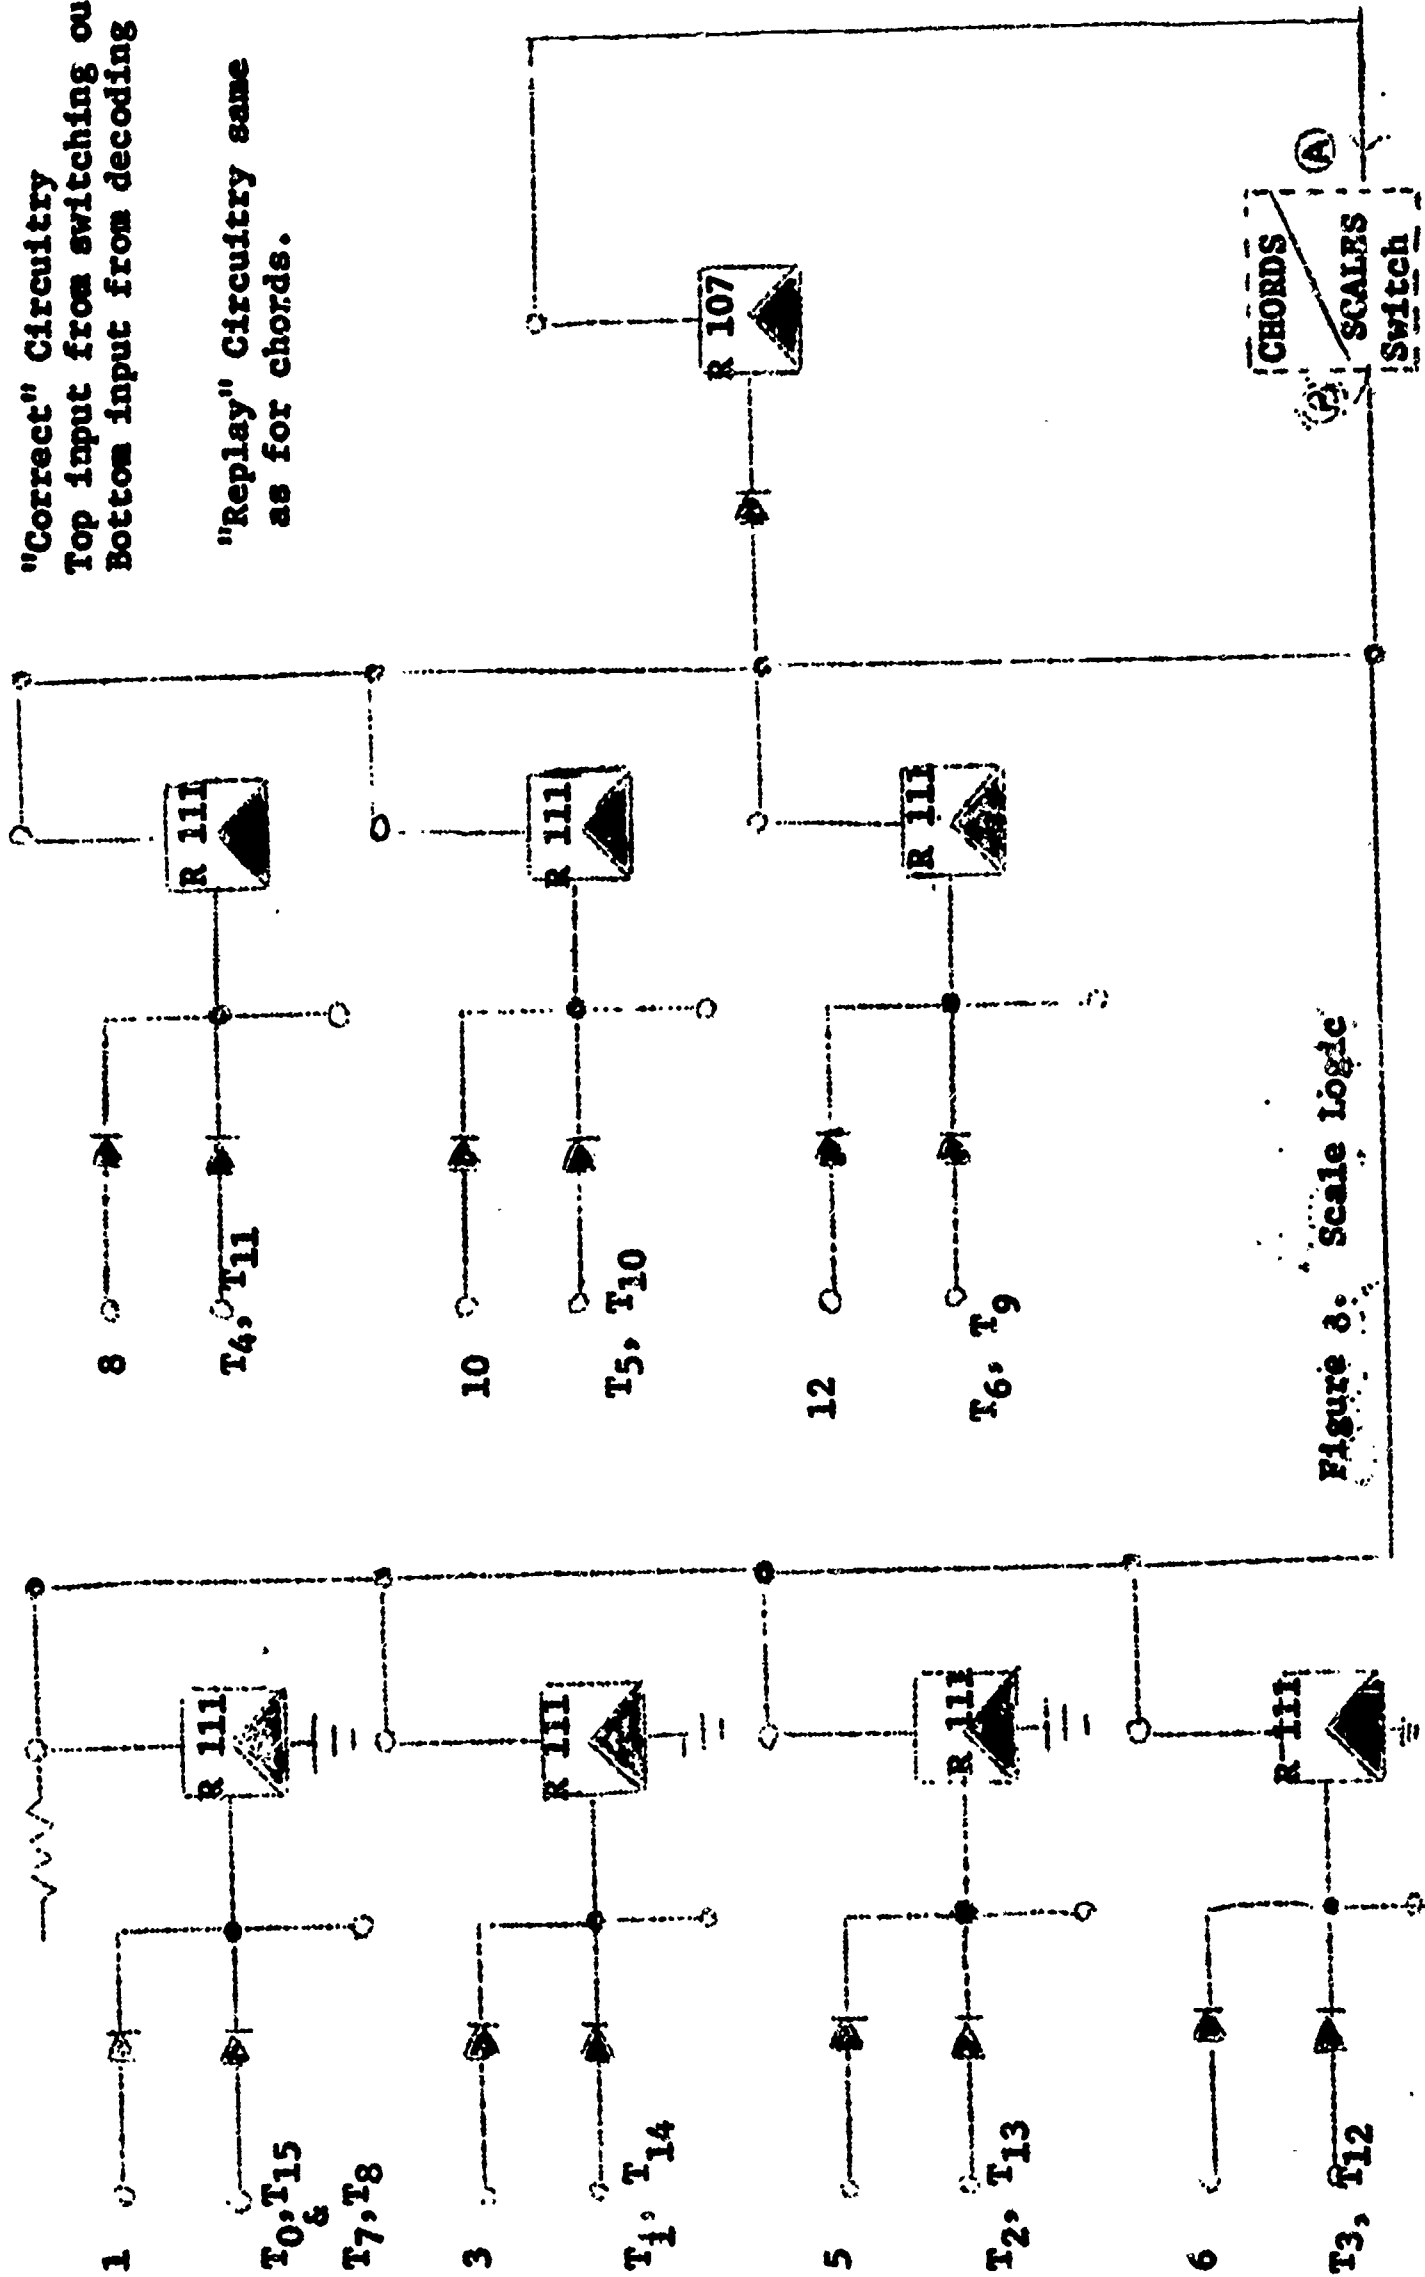 "Correct" Circuitry
Top input from switching ou
Bottom input from decoding
"Replay" Circuitry same
as for chords.
1
T0, T15
&
T7, T8
R 111
3
T1, T14
R 111
5
T2, T13
R 111
6
T3, T12
R 111
8
T4, T11
R 111
10
T5, T10
R 111
12
T6, T9
R 111
R 107
A
CHORDS
SCALES
Switch
Figure 8. Scale Logic